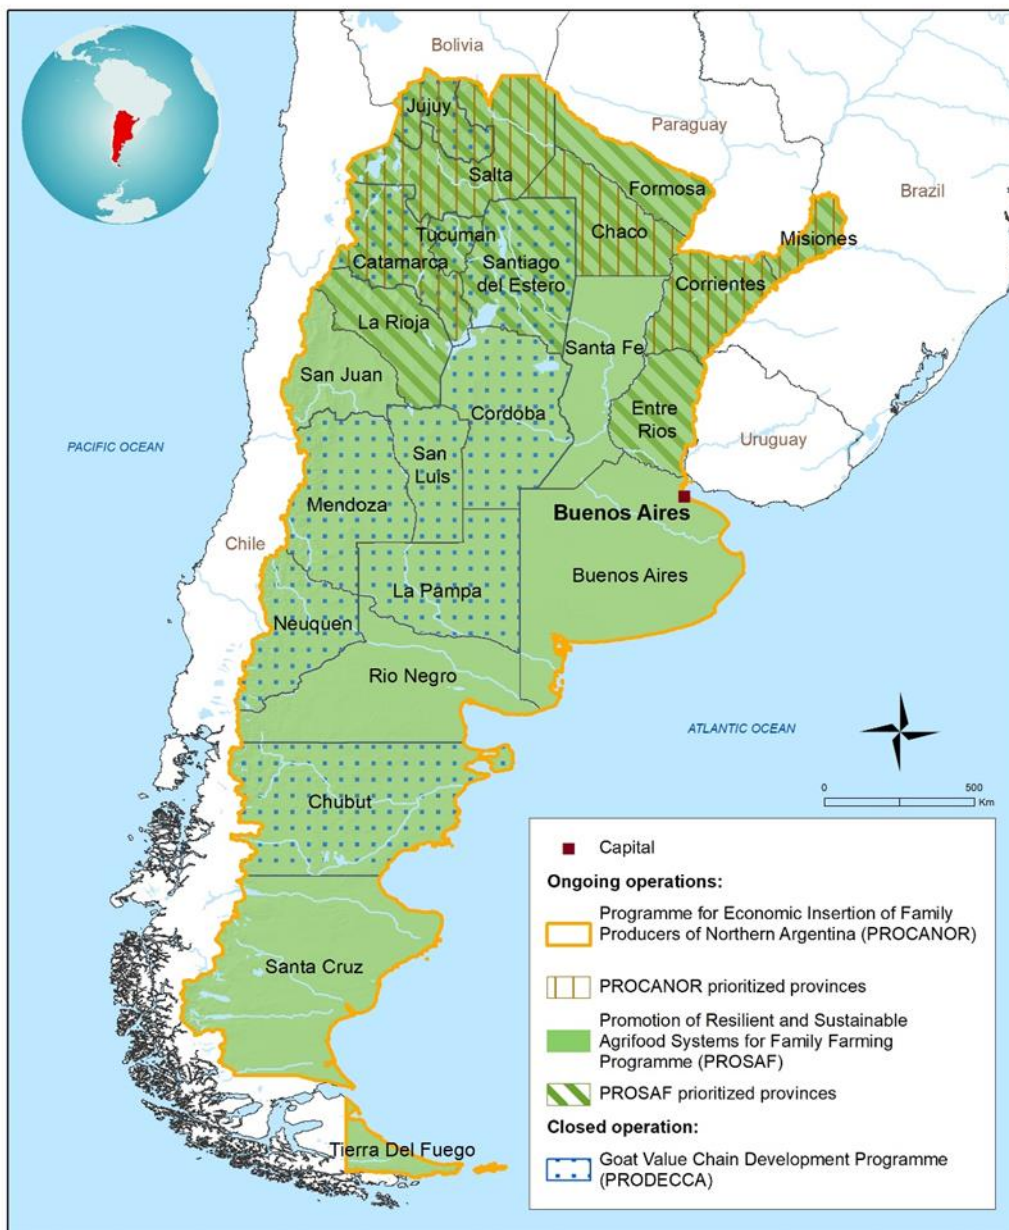 Bolivia
Jujuy
Paraguay
Salta
Formosa
Brazil
Chaco
Tucuman
Misiones
Catamarca
Santiago
del Estero
Corrientes
La Rioja
Santa Fe
San Juan
Cordoba
Entre
Rios
PACIFIC OCEAN
Uruguay
San
Luis
Mendoza
Buenos Aires
Chile
Buenos Aires
La Pampa
Neuquen
Rio Negro
ATLANTIC OCEAN
Chubut
0 500
Km
Santa Cruz
Tierra Del Fuego
Capital
Ongoing operations:
Programme for Economic Insertion of Family
Producers of Northern Argentina (PROCANOR)
PROCANOR prioritized provinces
Promotion of Resilient and Sustainable
Agrifood Systems for Family Farming
Programme (PROSAF)
PROSAF prioritized provinces
Closed operation:
Goat Value Chain Development Programme
(PRODECCA)